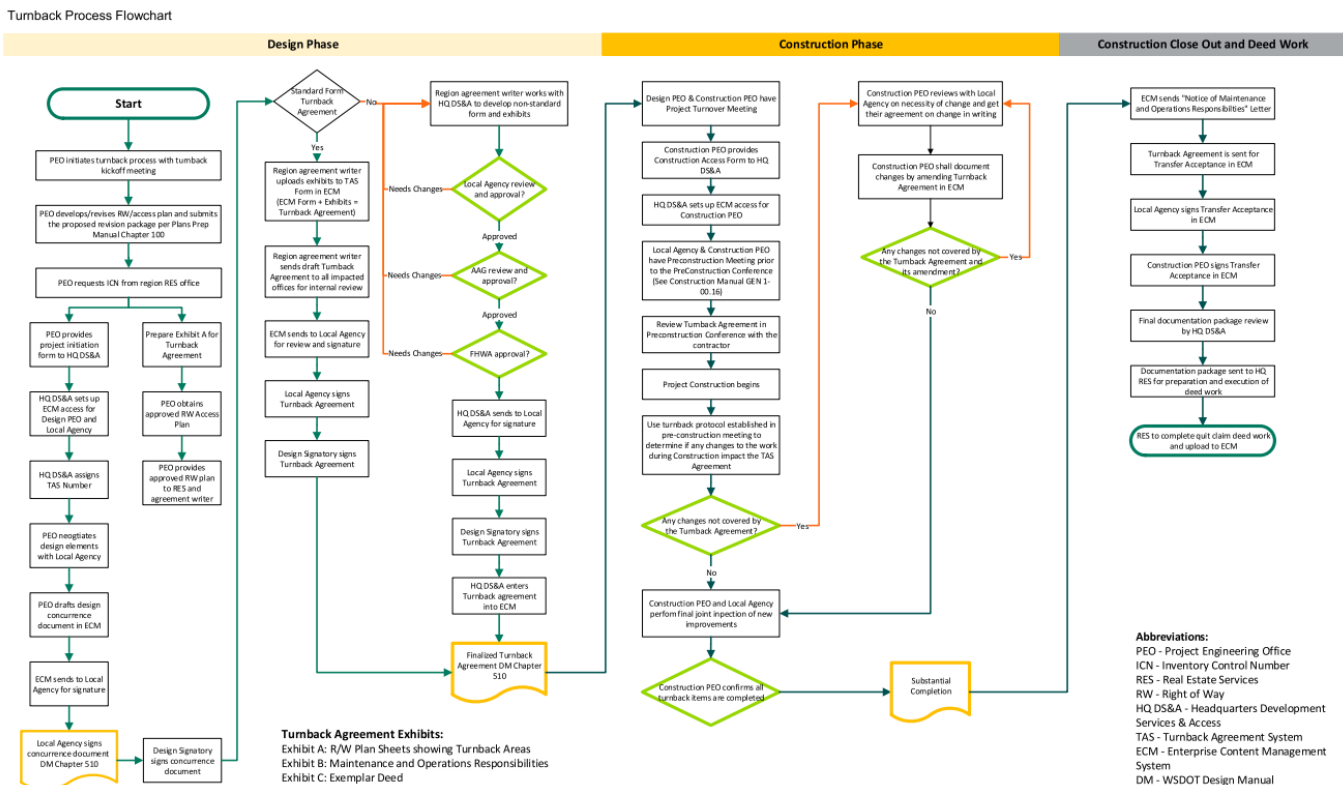 Turnback Process Flowchart
Design Phase
Construction Phase
Construction Close Out and Deed Work
Start
PEO initiates turnback process with turnback
kickoff meeting
PEO develops/revises RW/access plan and submits
the proposed revision package per Plans Prep
Manual Chapter 100
PEO requests ICN from region RES office
PEO provides
project initiation
form to HQ DS&A
HQ DS&A sets up
ECM access for
Design PEO and
Local Agency
HQ DS&A assigns
TAS Number
PEO neogtiates
design elements
with Local Agency
PEO drafts design
concurrence
document in ECM
ECM sends to Local
Agency for signature
Local Agency signs
concurrence document
DM Chapter 510
Prepare Exhibit A for
Turnback
Agreement
PEO obtains
approved RW Access
Plan
PEO provides
approved RW plan
to RES and
agreement writer
Design Signatory
signs concurrence
document
Standard Form
Turnback
Agreement
No
Yes
Region agreement writer
uploads exhibits to TAS
Form in ECM
(ECM Form + Exhibits =
Turnback Agreement)
Region agreement writer
sends draft Turnback
Agreement to all impacted
offices for internal review
ECM sends to Local Agency
for review and signature
Local Agency signs
Turnback Agreement
Design Signatory signs
Turnback Agreement
Region agreement writer works with
HQ DS&A to develop non-standard
form and exhibits
Local Agency review
and approval?
Needs Changes
Approved
AAG review and
approval?
Needs Changes
Approved
FHWA approval?
Needs Changes
HQ DS&A sends to Local
Agency for signature
Local Agency signs
Turnback Agreement
Design Signatory signs
Turnback Agreement
HQ DS&A enters
Turnback agreement
into ECM
Finalized Turnback
Agreement DM Chapter
510
Turnback Agreement Exhibits:
Exhibit A: R/W Plan Sheets showing Turnback Areas
Exhibit B: Maintenance and Operations Responsibilities
Exhibit C: Exemplar Deed
Design PEO & Construction PEO have
Project Turnover Meeting
Construction PEO provides
Construction Access Form to HQ
DS&A
HQ DS&A sets up ECM access for
Construction PEO
Local Agency & Construction PEO
have Preconstruction Meeting prior
to the PreConstruction Conference
(See Construction Manual GEN 1-
00.16)
Review Turnback Agreement in
Preconstruction Conference with the
contractor
Project Construction begins
Use turnback protocol established in
pre-construction meeting to
determine if any changes to the work
during Construction impact the TAS
Agreement
Any changes not covered by
the Turnback Agreement?
Yes
No
Construction PEO and Local Agency
perfom final joint inpection of new
improvements
Construction PEO confirms all
turnback items are completed
Construction PEO reviews with Local
Agency on necessity of change and get
their agreement on change in writing
Construction PEO shall document
changes by amending Turnback
Agreement in ECM
Any changes not covered by
the Turnback Agreement and
its amendment?
Yes
No
Substantial
Completion
ECM sends "Notice of Maintenance
and Operations Responsibilties" Letter
Turnback Agreement is sent for
Transfer Acceptance in ECM
Local Agency signs Transfer Acceptance
in ECM
Construction PEO signs Transfer
Acceptance in ECM
Final documentation package review
by HQ DS&A
Documentation package sent to HQ
RES for preparation and execution of
deed work
RES to complete quit claim deed work
and upload to ECM
Abbreviations:
PEO - Project Engineering Office
ICN - Inventory Control Number
RES - Real Estate Services
RW - Right of Way
HQ DS&A - Headquarters Development
Services & Access
TAS - Turnback Agreement System
ECM - Enterprise Content Management
System
DM - WSDOT Design Manual